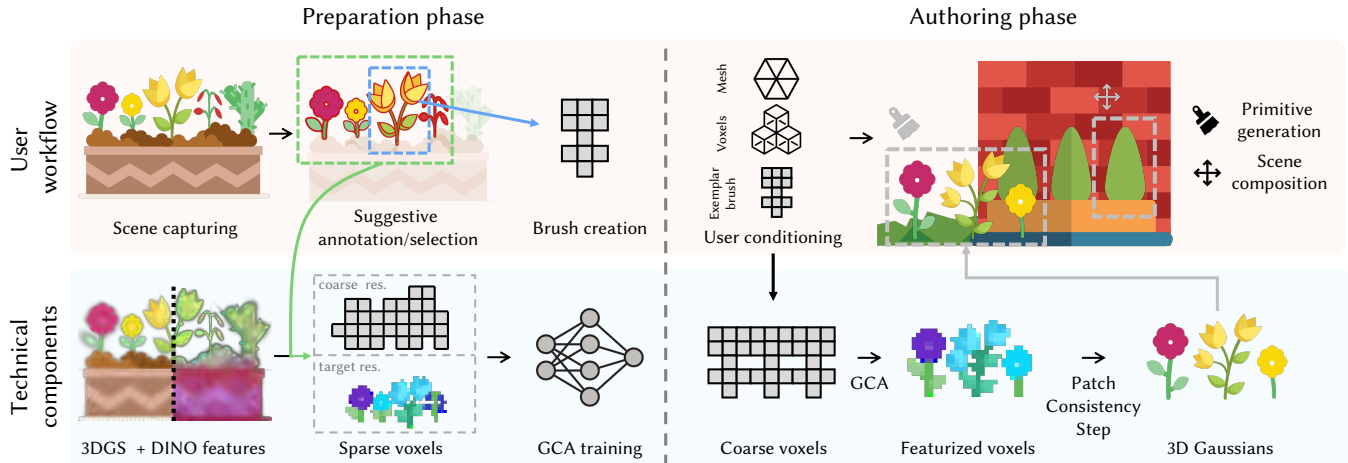 Preparation phase
Authoring phase
User
workflow
Scene capturing
Suggestive
annotation/selection
Brush creation
Mesh
Voxels
Exemplar
brush
User conditioning
Primitive
generation
Scene
composition
Technical
components
3DGS + DINO features
coarse res.
target res.
Sparse voxels
GCA training
Coarse voxels
GCA
Featurized voxels
Patch
Consistency
Step
3D Gaussians